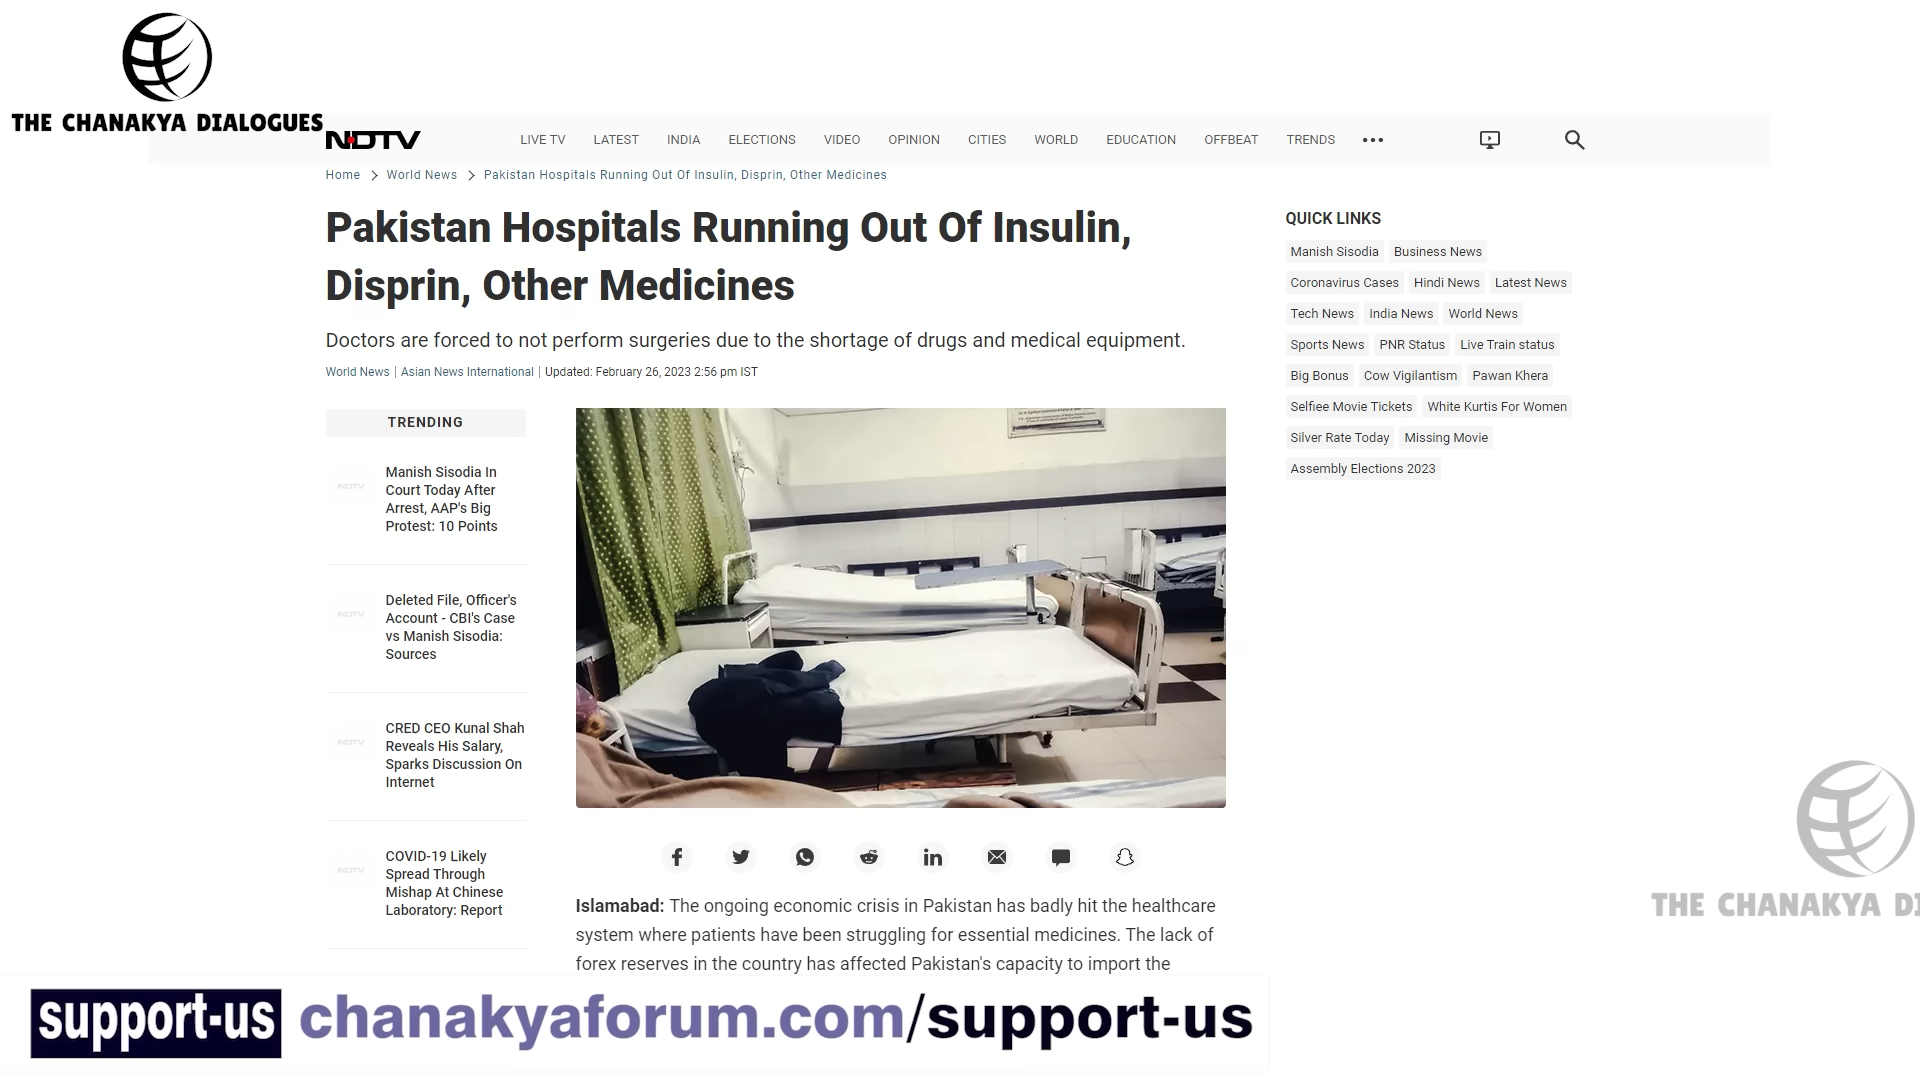 THE CHANAKYA DIALOGUES
NDTV
LIVE TV LATEST INDIA ELECTIONS VIDEO OPINION CITIES WORLD EDUCATION OFFBEAT TRENDS
Home > World News > Pakistan Hospitals Running Out Of Insulin, Disprin, Other Medicines
Pakistan Hospitals Running Out Of Insulin,
Disprin, Other Medicines
Doctors are forced to not perform surgeries due to the shortage of drugs and medical equipment.
World News | Asian News International | Updated: February 26, 2023 2:56 pm IST
TRENDING
NDTV
Manish Sisodia In
Court Today After
Arrest, AAP's Big
Protest: 10 Points
NDTV
Deleted File, Officer's
Account - CBI's Case
vs Manish Sisodia:
Sources
NDTV
CRED CEO Kunal Shah
Reveals His Salary,
Sparks Discussion On
Internet
NDTV
COVID-19 Likely
Spread Through
Mishap At Chinese
Laboratory: Report
Islamabad: The ongoing economic crisis in Pakistan has badly hit the healthcare
system where patients have been struggling for essential medicines. The lack of
forex reserves in the country has affected Pakistan's capacity to import the
QUICK LINKS
Manish Sisodia Business News
Coronavirus Cases Hindi News Latest News
Tech News India News World News
Sports News PNR Status Live Train status
Big Bonus Cow Vigilantism Pawan Khera
Selfiee Movie Tickets White Kurtis For Women
Silver Rate Today Missing Movie
Assembly Elections 2023
THE CHANAKYA DI
support-us chanakyaforum.com/support-us